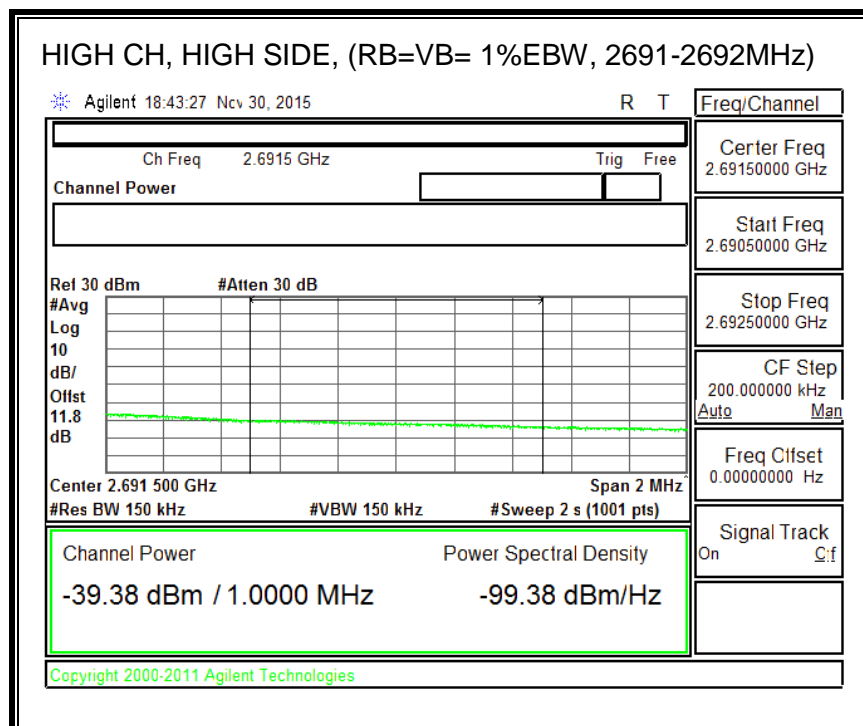 HIGH CH, HIGH SIDE, (RB=VB= 1%EBW, 2691-2692MHz)
Agilent 18:43:27 Nov 30, 2015 R T
Freq/Channel
Ch Freq 2.6915 GHz Trig Free
Channel Power
Center Freq
2.69150000 GHz
Start Freq
2.69050000 GHz
Stop Freq
2.69250000 GHz
CF Step
200.000000 kHz
Auto Man
Freq Offset
0.00000000 Hz
Signal Track
On Off
Ref 30 dBm #Atten 30 dB
#Avg
Log
10
dB/
Offst
11.8
dB
Center 2.691 500 GHz Span 2 MHz
#Res BW 150 kHz #VBW 150 kHz #Sweep 2 s (1001 pts)
Channel Power Power Spectral Density
-39.38 dBm / 1.0000 MHz -99.38 dBm/Hz
Copyright 2000-2011 Agilent Technologies